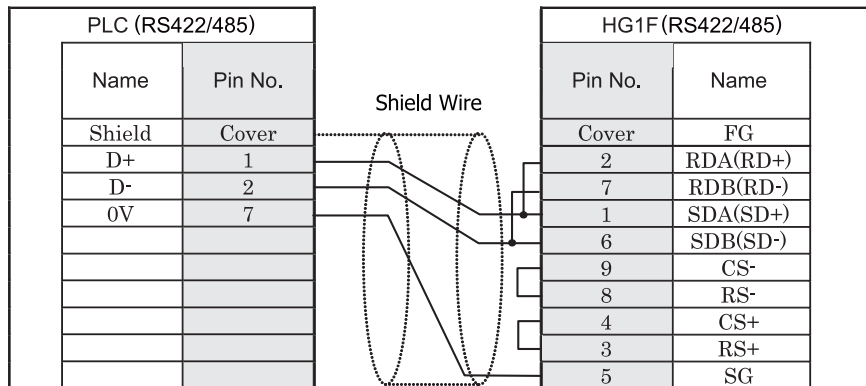 PLC (RS422/485) HG1F(RS422/485)
Name Pin No. Pin No. Name
Shield Wire
Shield Cover Cover FG
D+ 1 2 RDA(RD+)
D- 2 7 RDB(RD-)
0V 7 1 SDA(SD+)
6 SDB(SD-)
9 CS-
8 RS-
4 CS+
3 RS+
5 SG